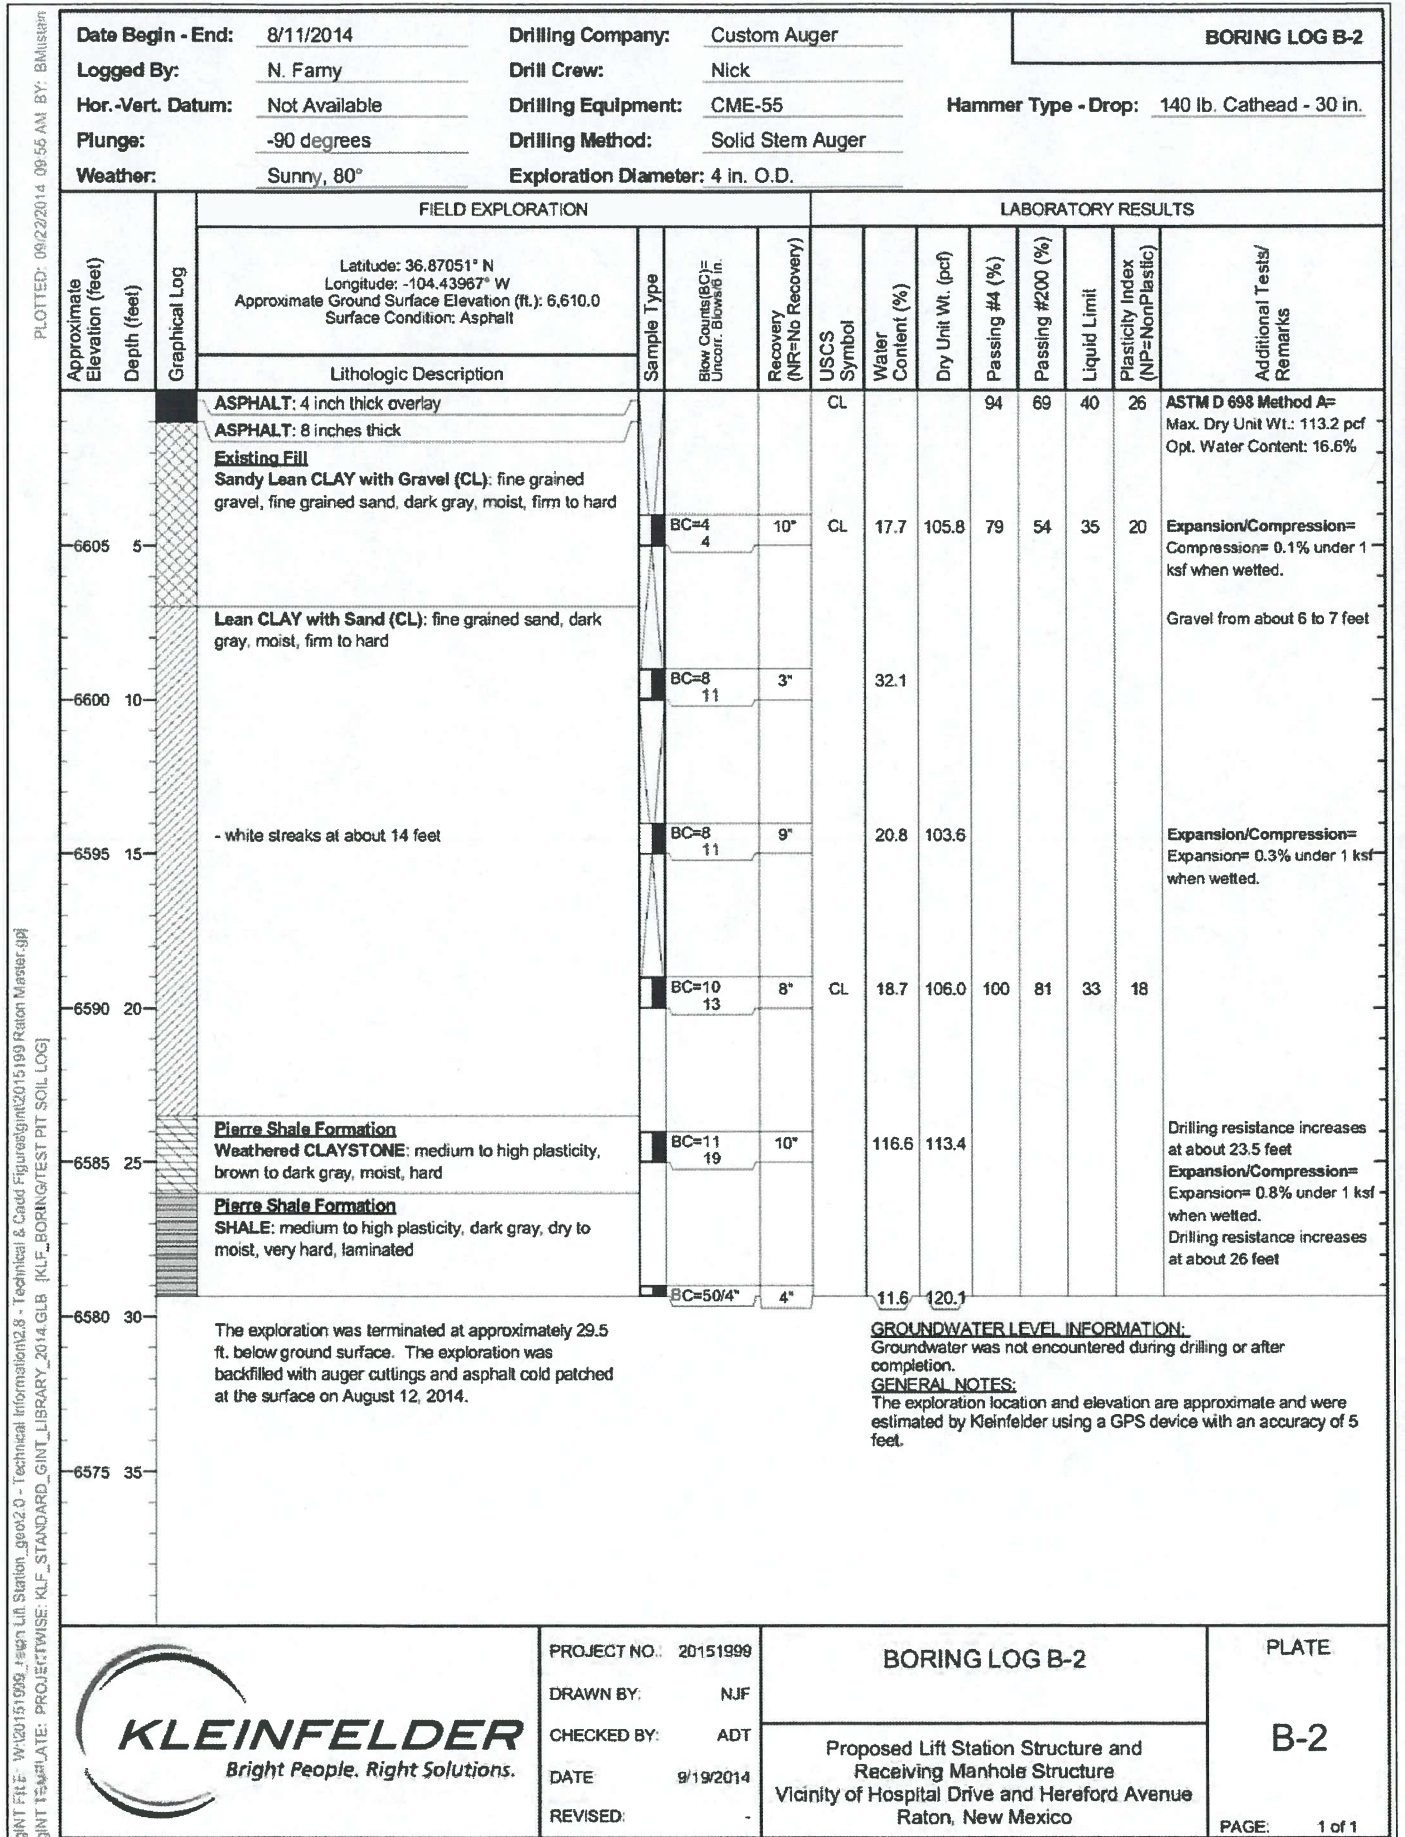 PLOTTED: 09/22/2014 09:56 AM BY: BMustain
Date Begin - End: 8/11/2014
Drilling Company: Custom Auger
BORING LOG B-2
Logged By: N. Farny
Drill Crew: Nick
Hor.-Vert. Datum: Not Available
Drilling Equipment: CME-55
Hammer Type - Drop: 140 lb. Cathead - 30 in.
Plunge: -90 degrees
Drilling Method: Solid Stem Auger
Weather: Sunny, 80°
Exploration Diameter: 4 in. O.D.
FIELD EXPLORATION
LABORATORY RESULTS
Approximate
Elevation (feet)
Depth (feet)
Graphical Log
Latitude: 36.87051° N
Longitude: -104.43967° W
Approximate Ground Surface Elevation (ft.): 6,610.0
Surface Condition: Asphalt
Lithologic Description
Sample Type
Blow Counts(BC)=
Uncorr. Blows/6 in.
Recovery
(NR=No Recovery)
USCS
Symbol
Water
Content (%)
Dry Unit Wt. (pcf)
Passing #4 (%)
Passing #200 (%)
Liquid Limit
Plasticity Index
(NP=NonPlastic)
Additional Tests/
Remarks
ASPHALT: 4 inch thick overlay
CL 94 69 40 26 ASTM D 698 Method A=
Max. Dry Unit Wt.: 113.2 pcf
Opt. Water Content: 16.6%
ASPHALT: 8 inches thick
Existing Fill
Sandy Lean CLAY with Gravel (CL): fine grained
gravel, fine grained sand, dark gray, moist, firm to hard
BC=4 10" CL 17.7 105.8 79 54 35 20 Expansion/Compression=
4
6605 5
Compression= 0.1% under 1
ksf when wetted.
Lean CLAY with Sand (CL): fine grained sand, dark
gray, moist, firm to hard
Gravel from about 6 to 7 feet
BC=8 3" 32.1
11
6600 10
- white streaks at about 14 feet
BC=8 9" 20.8 103.6 Expansion/Compression=
11
6595 15
Expansion= 0.3% under 1 ksf
when wetted.
BC=10 8" CL 18.7 106.0 100 81 33 18
13
6590 20
Pierre Shale Formation
Weathered CLAYSTONE: medium to high plasticity,
brown to dark gray, moist, hard
BC=11 10" 116.6 113.4
19
6585 25
Drilling resistance increases
at about 23.5 feet
Expansion/Compression=
Expansion= 0.8% under 1 ksf
when wetted.
Drilling resistance increases
at about 26 feet
Pierre Shale Formation
SHALE: medium to high plasticity, dark gray, dry to
moist, very hard, laminated
BC=50/4" 4" 11.6 120.1
6580 30
The exploration was terminated at approximately 29.5
ft. below ground surface. The exploration was
backfilled with auger cuttings and asphalt cold patched
at the surface on August 12, 2014.
GROUNDWATER LEVEL INFORMATION:
Groundwater was not encountered during drilling or after
completion.
GENERAL NOTES:
The exploration location and elevation are approximate and were
estimated by Kleinfelder using a GPS device with an accuracy of 5
feet.
6575 35
gINT TEMPLATE: PROJECTWISE: KLF_STANDARD_GINT_LIBRARY_2014.GLB [KLF_BORING/TEST PIT SOIL LOG]
KLEINFELDER
Bright People. Right Solutions.
PROJECT NO.: 20151999
DRAWN BY: NJF
CHECKED BY: ADT
DATE 9/19/2014
REVISED: -
BORING LOG B-2
Proposed Lift Station Structure and
Receiving Manhole Structure
Vicinity of Hospital Drive and Hereford Avenue
Raton, New Mexico
PLATE
B-2
PAGE: 1 of 1